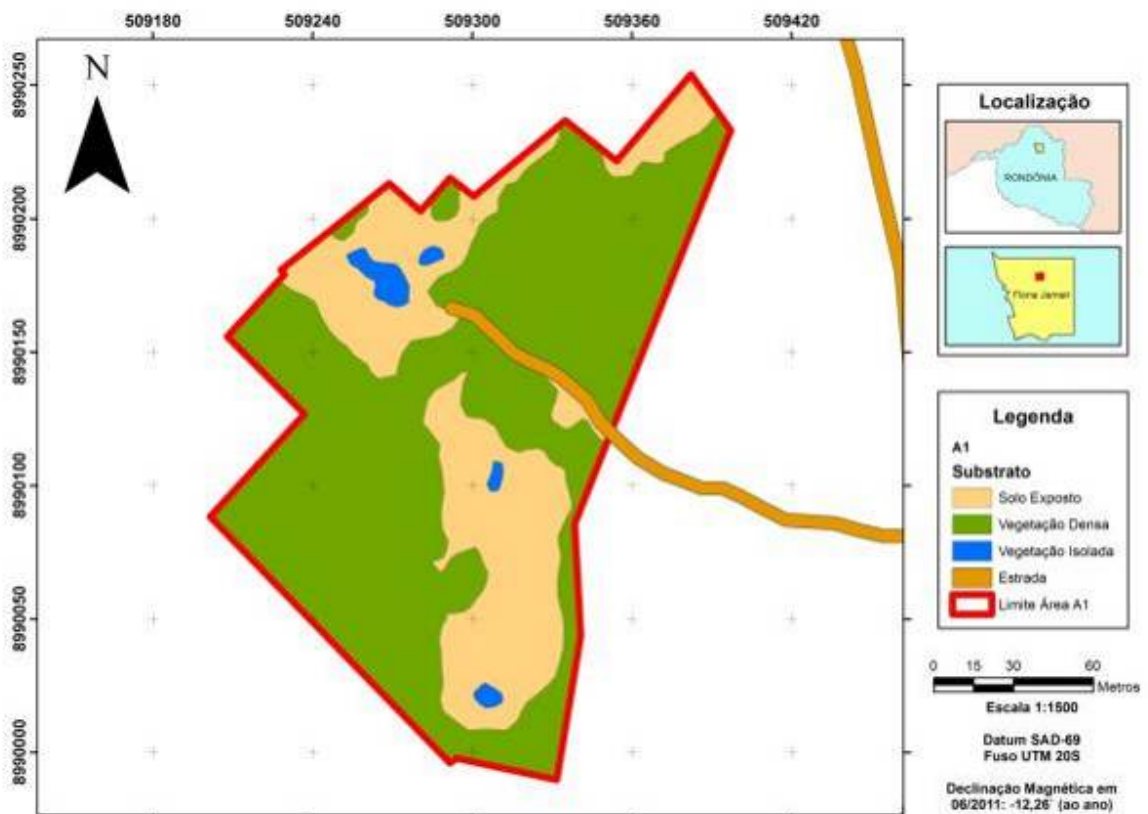 509180 509240 509300 509360 509420
N
8990250
8990200
8990150
8990100
8990050
8990000
Localização
RONDÔNIA
Flona Jamari
Legenda
A1
Substrato
Solo Exposto
Vegetação Densa
Vegetação Isolada
Estrada
Limite Área A1
0 15 30 60
Metros
Escala 1:1500
Datum SAD-69
Fuso UTM 20S
Declinação Magnética em
06/2011: -12,26' (ao ano)